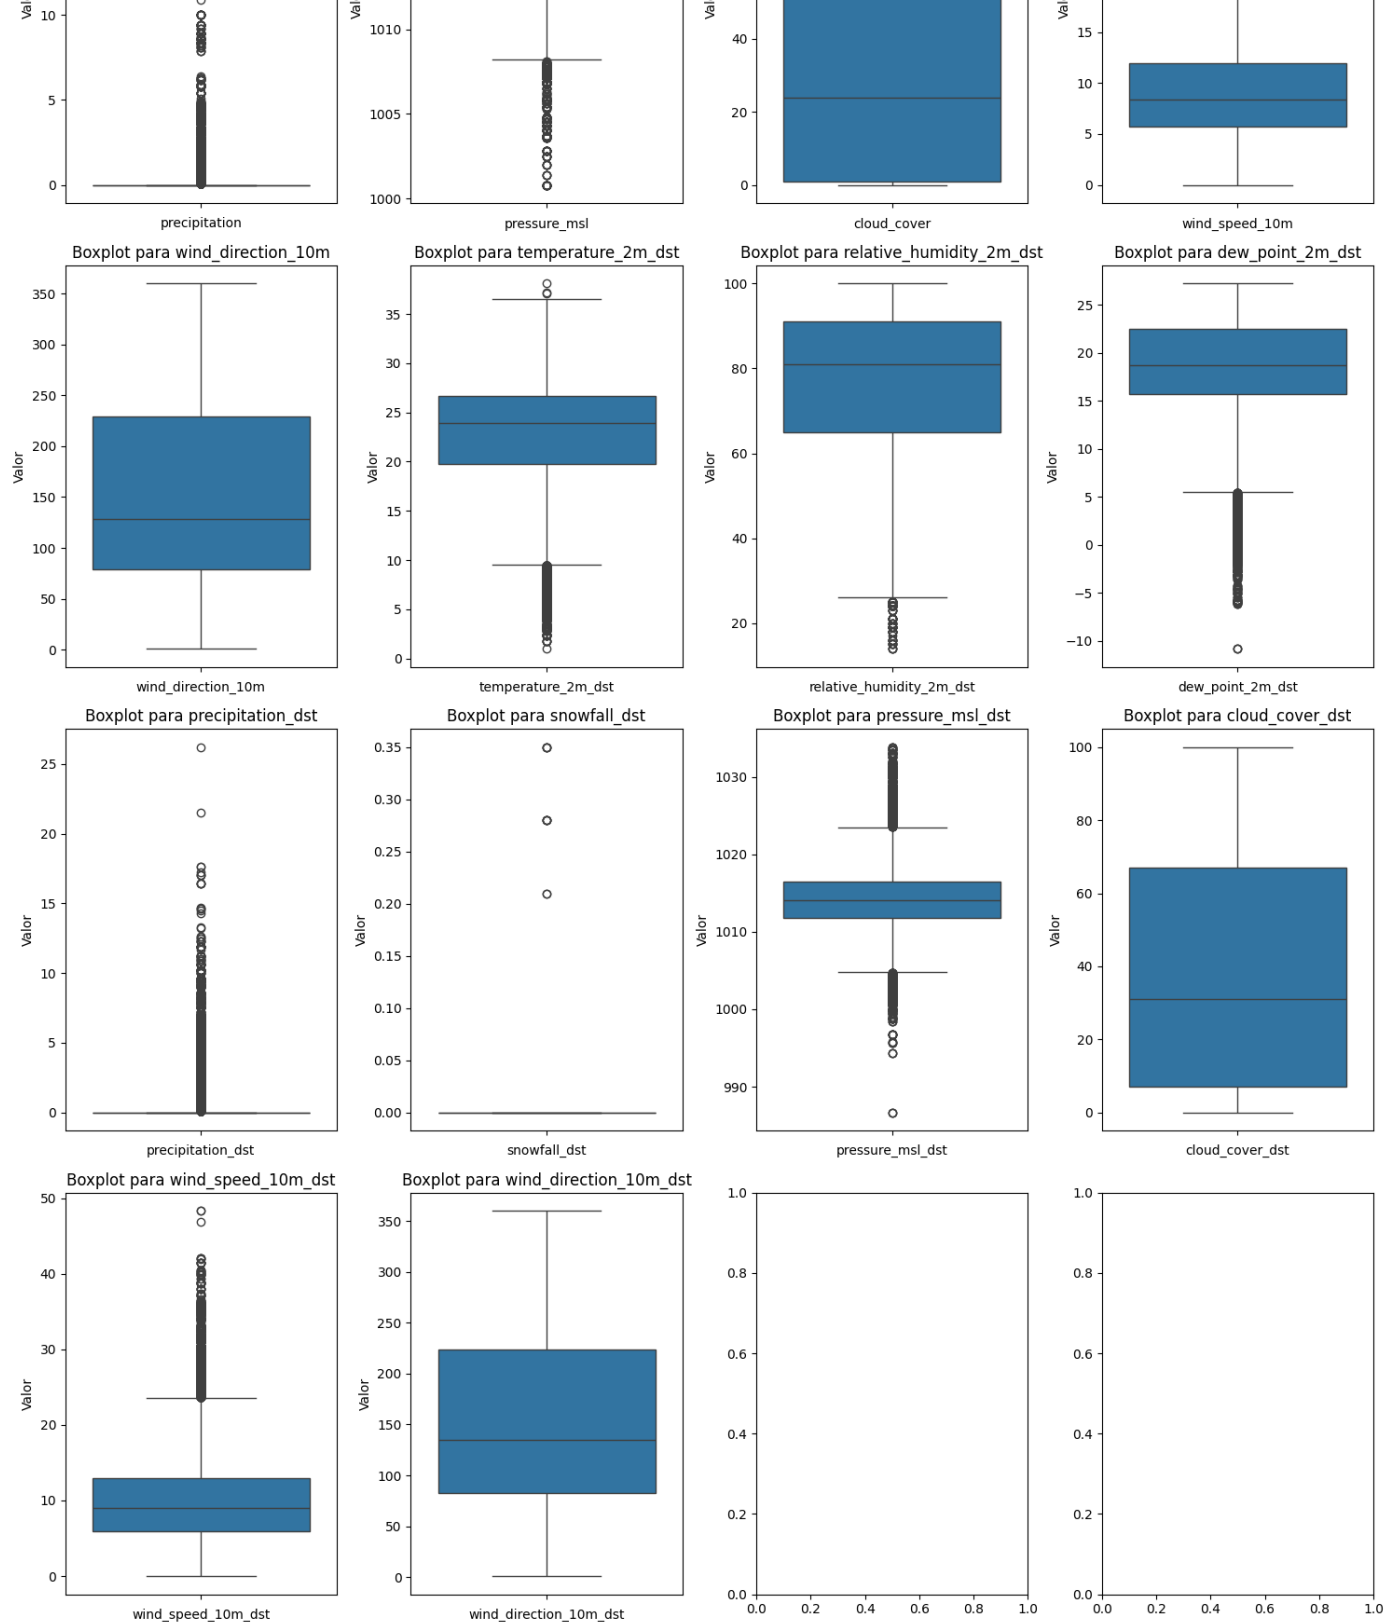 Valor
10
5
0
precipitation
1010
1005
1000
pressure_msl
40
20
0
cloud_cover
15
10
5
0
wind_speed_10m
Boxplot para wind_direction_10m
Valor
350
300
250
200
150
100
50
0
wind_direction_10m
Boxplot para temperature_2m_dst
Valor
35
30
25
20
15
10
5
0
temperature_2m_dst
Boxplot para relative_humidity_2m_dst
Valor
100
80
60
40
20
relative_humidity_2m_dst
Boxplot para dew_point_2m_dst
Valor
25
20
15
10
5
0
−5
−10
dew_point_2m_dst
Boxplot para precipitation_dst
Valor
25
20
15
10
5
0
precipitation_dst
Boxplot para snowfall_dst
Valor
0.35
0.30
0.25
0.20
0.15
0.10
0.05
0.00
snowfall_dst
Boxplot para pressure_msl_dst
Valor
1030
1020
1010
1000
990
pressure_msl_dst
Boxplot para cloud_cover_dst
Valor
100
80
60
40
20
0
cloud_cover_dst
Boxplot para wind_speed_10m_dst
Valor
50
40
30
20
10
0
wind_speed_10m_dst
Boxplot para wind_direction_10m_dst
Valor
350
300
250
200
150
100
50
0
wind_direction_10m_dst
1.0
0.8
0.6
0.4
0.2
0.0
0.0 0.2 0.4 0.6 0.8 1.0
1.0
0.8
0.6
0.4
0.2
0.0
0.0 0.2 0.4 0.6 0.8 1.0